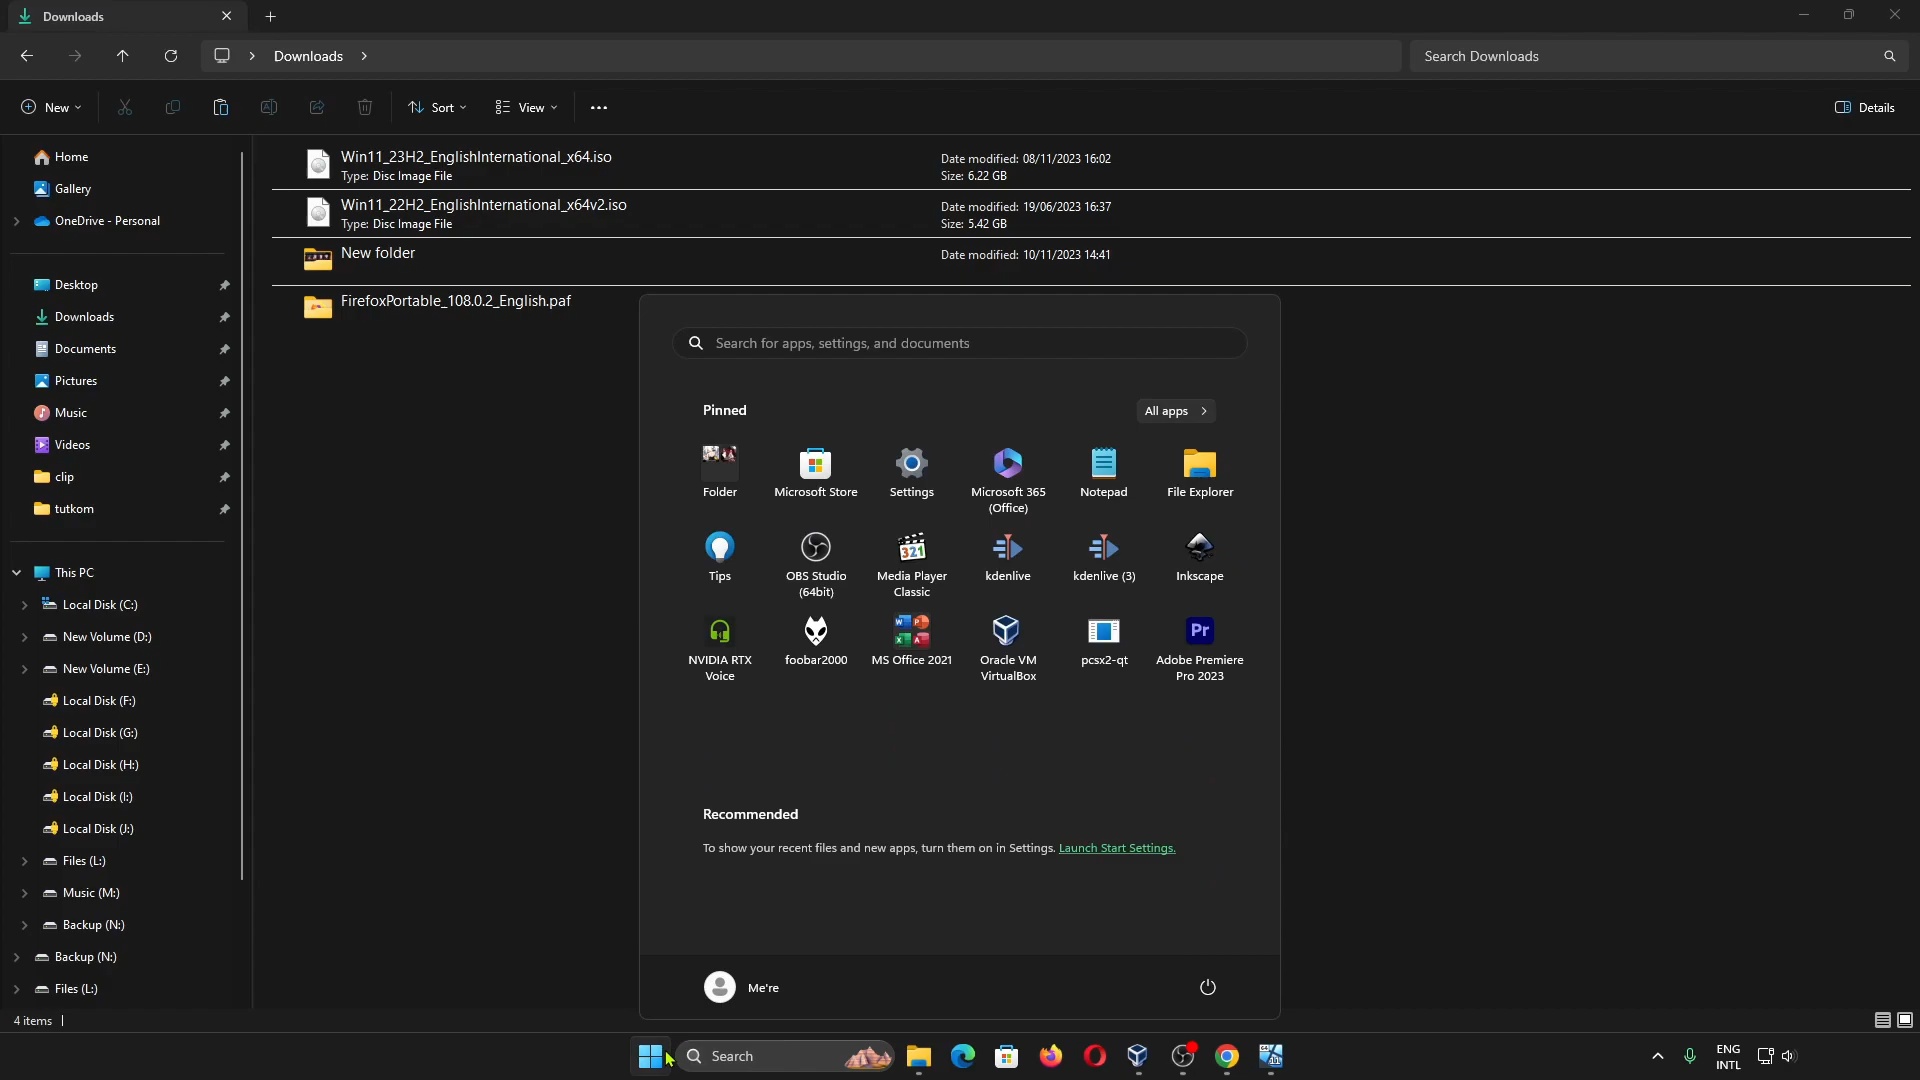 Downloads
Downloads
Search Downloads
New
Sort
View
Details
Home
Gallery
OneDrive - Personal
Desktop
Downloads
Documents
Pictures
Music
Videos
clip
tutkom
This PC
Local Disk (C:)
New Volume (D:)
New Volume (E:)
Local Disk (F:)
Local Disk (G:)
Local Disk (H:)
Local Disk (I:)
Local Disk (J:)
Files (L:)
Music (M:)
Backup (N:)
Backup (N:)
Files (L:)
4 items
Win11_23H2_EnglishInternational_x64.iso
Type: Disc Image File
Date modified: 08/11/2023 16:02
Size: 6.22 GB
Win11_22H2_EnglishInternational_x64v2.iso
Type: Disc Image File
Date modified: 19/06/2023 16:37
Size: 5.42 GB
New folder
Date modified: 10/11/2023 14:41
FirefoxPortable_108.0.2_English.paf
Search for apps, settings, and documents
Pinned
All apps
Folder
Microsoft Store
Settings
Microsoft 365
(Office)
Notepad
File Explorer
Tips
OBS Studio
(64bit)
321
Media Player
Classic
kdenlive
kdenlive (3)
Inkscape
NVIDIA RTX
Voice
foobar2000
MS Office 2021
Oracle VM
VirtualBox
pcsx2-qt
Pr
Adobe Premiere
Pro 2023
Recommended
To show your recent files and new apps, turn them on in Settings. Launch Start Settings.
Me're
Search
ENG
INTL